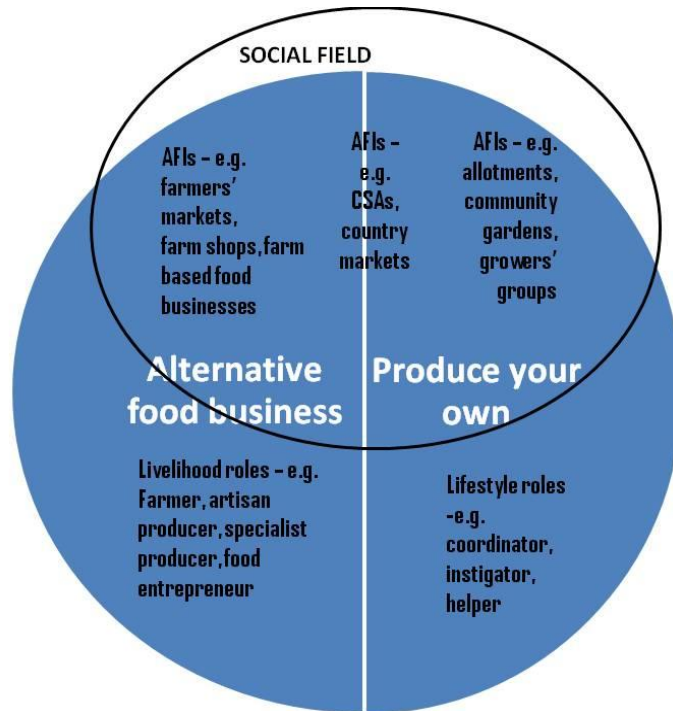 SOCIAL FIELD
AFIs – e.g.
farmers’
markets,
farm shops, farm
based food
businesses
AFIs –
e.g.
CSAs,
country
markets
AFIs – e.g.
allotments,
community
gardens,
growers’
groups
Alternative
food business
Produce your
own
Livelihood roles – e.g.
Farmer, artisan
producer, specialist
producer, food
entrepreneur
Lifestyle roles
-e.g.
coordinator,
instigator,
helper